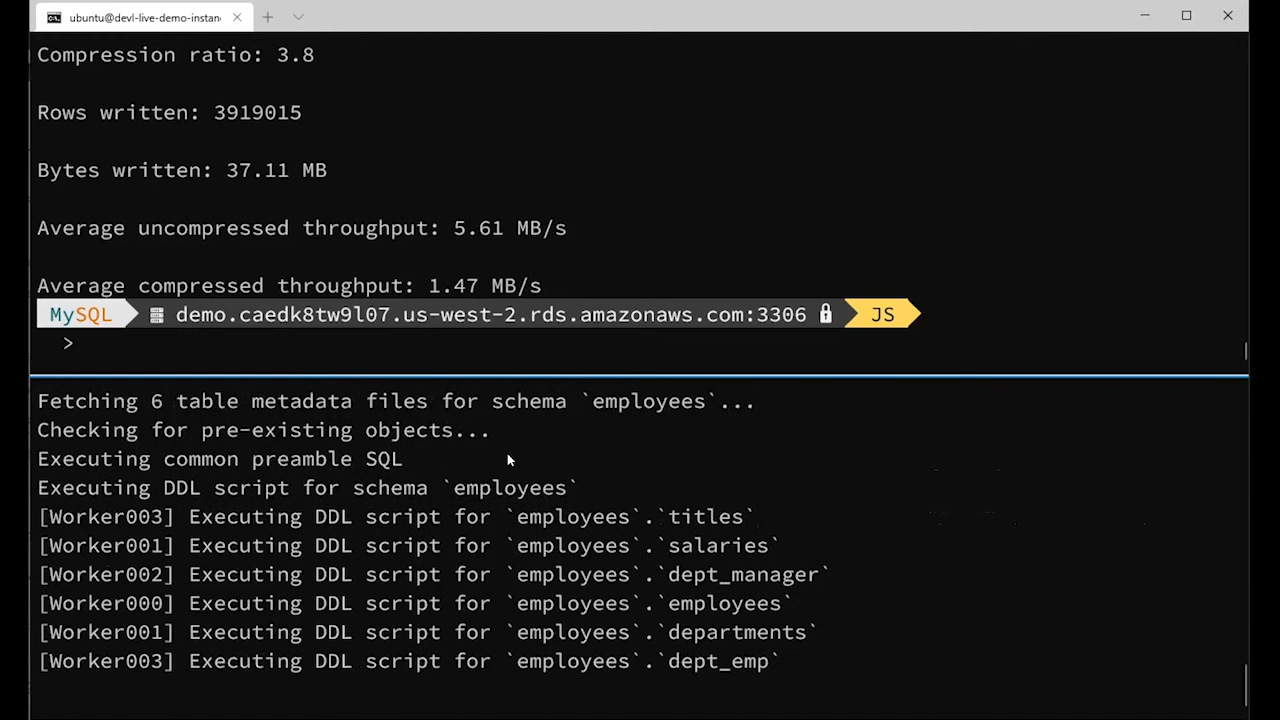 ubuntu@devl-live-demo-instan
Compression ratio: 3.8
Rows written: 3919015
Bytes written: 37.11 MB
Average uncompressed throughput: 5.61 MB/s
Average compressed throughput: 1.47 MB/s
MySQL demo.caedk8tw9l07.us-west-2.rds.amazonaws.com:3306 JS
>
Fetching 6 table metadata files for schema `employees`...
Checking for pre-existing objects...
Executing common preamble SQL
Executing DDL script for schema `employees`
[Worker003] Executing DDL script for `employees`.`titles`
[Worker001] Executing DDL script for `employees`.`salaries`
[Worker002] Executing DDL script for `employees`.`dept_manager`
[Worker000] Executing DDL script for `employees`.`employees`
[Worker001] Executing DDL script for `employees`.`departments`
[Worker003] Executing DDL script for `employees`.`dept_emp`